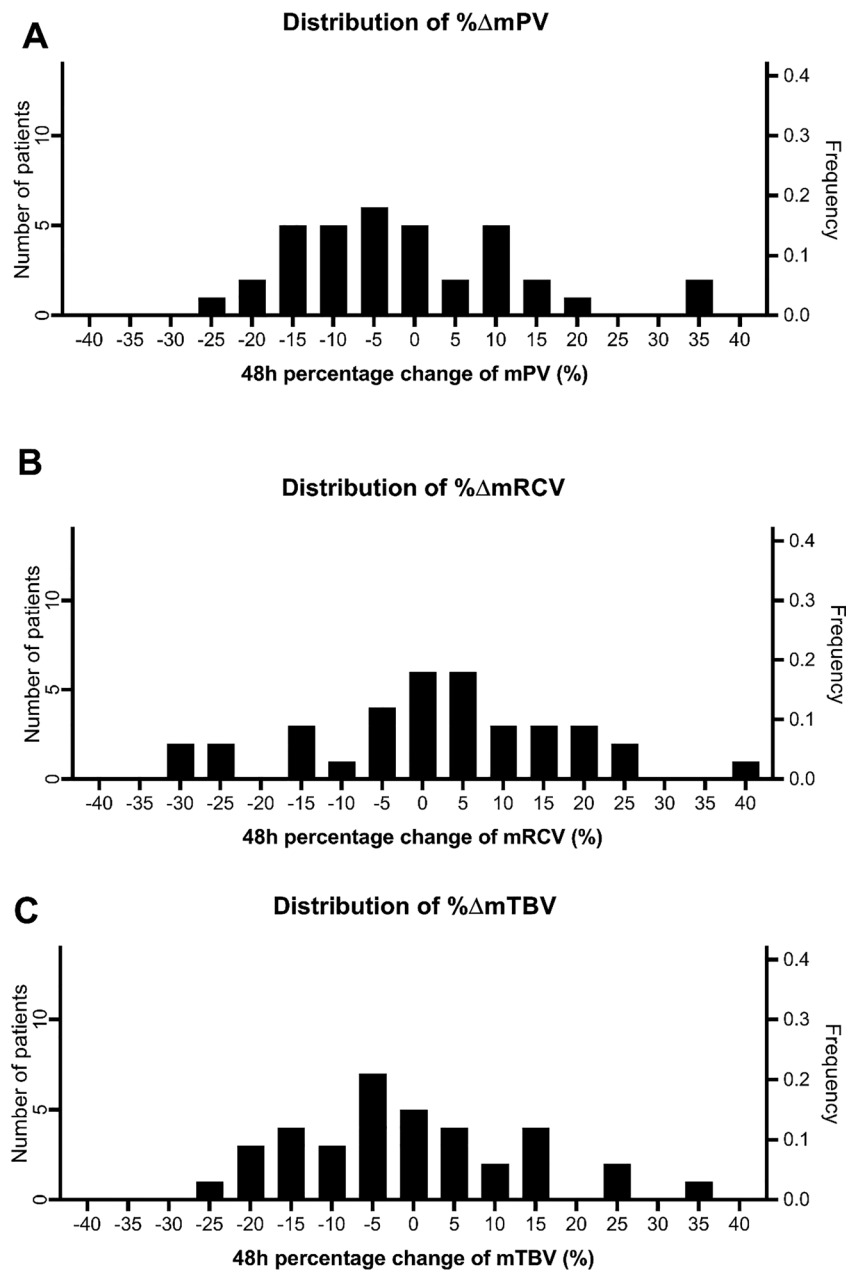 A
Distribution of %ΔmPV
Number of patients
Frequency
10
5
0
0.4
0.3
0.2
0.1
0.0
-40 -35 -30 -25 -20 -15 -10 -5 0 5 10 15 20 25 30 35 40
48h percentage change of mPV (%)
B
Distribution of %ΔmRCV
Number of patients
Frequency
10
5
0
0.4
0.3
0.2
0.1
0.0
-40 -35 -30 -25 -20 -15 -10 -5 0 5 10 15 20 25 30 35 40
48h percentage change of mRCV (%)
C
Distribution of %ΔmTBV
Number of patients
Frequency
10
5
0
0.4
0.3
0.2
0.1
0.0
-40 -35 -30 -25 -20 -15 -10 -5 0 5 10 15 20 25 30 35 40
48h percentage change of mTBV (%)